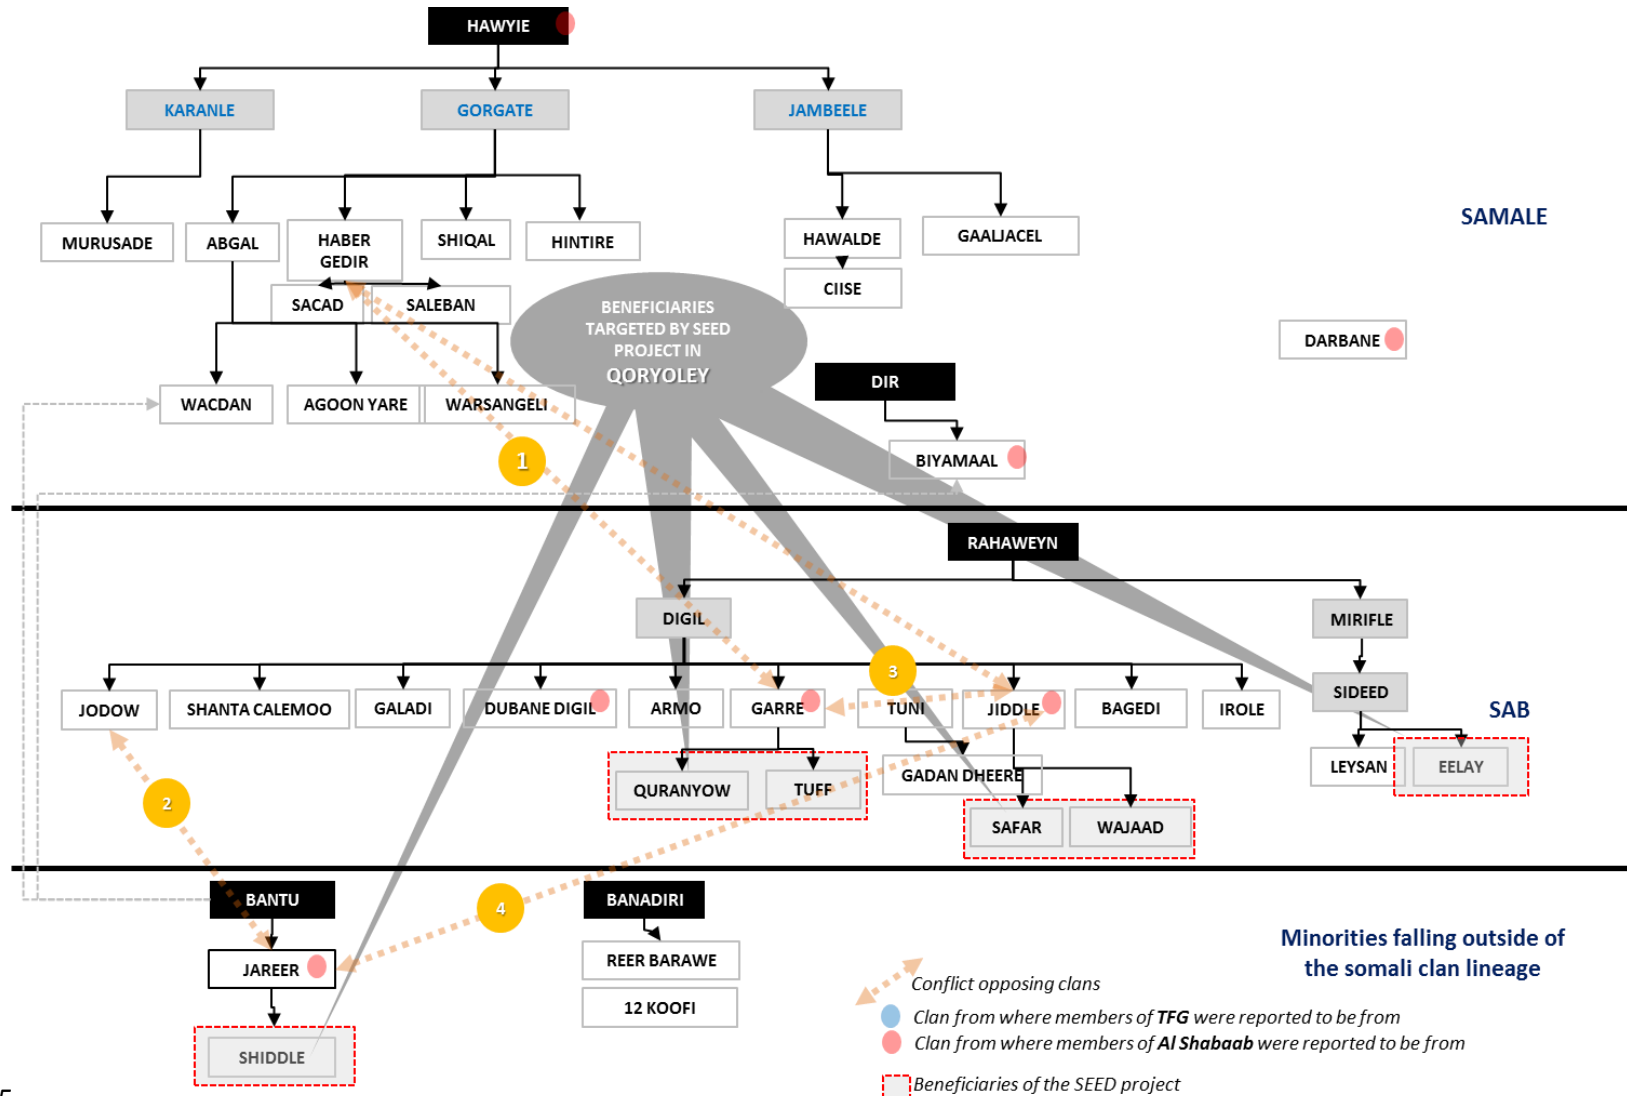 HAWYIE
KARANLE
GORGATE
JAMBEELE
MURUSADE
ABGAL
HABER
GEDIR
SHIQAL
HINTIRE
HAWALDE
GAALJACEL
SAMALE
SACAD
SALEBAN
CIISE
BENEFICIARIES
TARGETED BY SEED
PROJECT IN
QORYOLEY
DARBANE
DIR
WACDAN
AGOON YARE
WARSANGELI
BIYAMAAL
1
RAHAWEYN
DIGIL
MIRIFLE
3
SIDEED
JODOW
SHANTA CALEMOO
GALADI
DUBANE DIGIL
ARMO
GARRE
TUNI
JIDDLE
BAGEDI
IROLE
SAB
LEYSAN
EELAY
GADAN DHEERE
QURANYOW
TUFF
2
SAFAR
WAJAAD
BANTU
4
BANADIRI
JAREER
REER BARAWE
12 KOOFI
SHIDDLE
Minorities falling outside of
the somali clan lineage
Conflict opposing clans
Clan from where members of TFG were reported to be from
Clan from where members of Al Shabaab were reported to be from
Beneficiaries of the SEED project